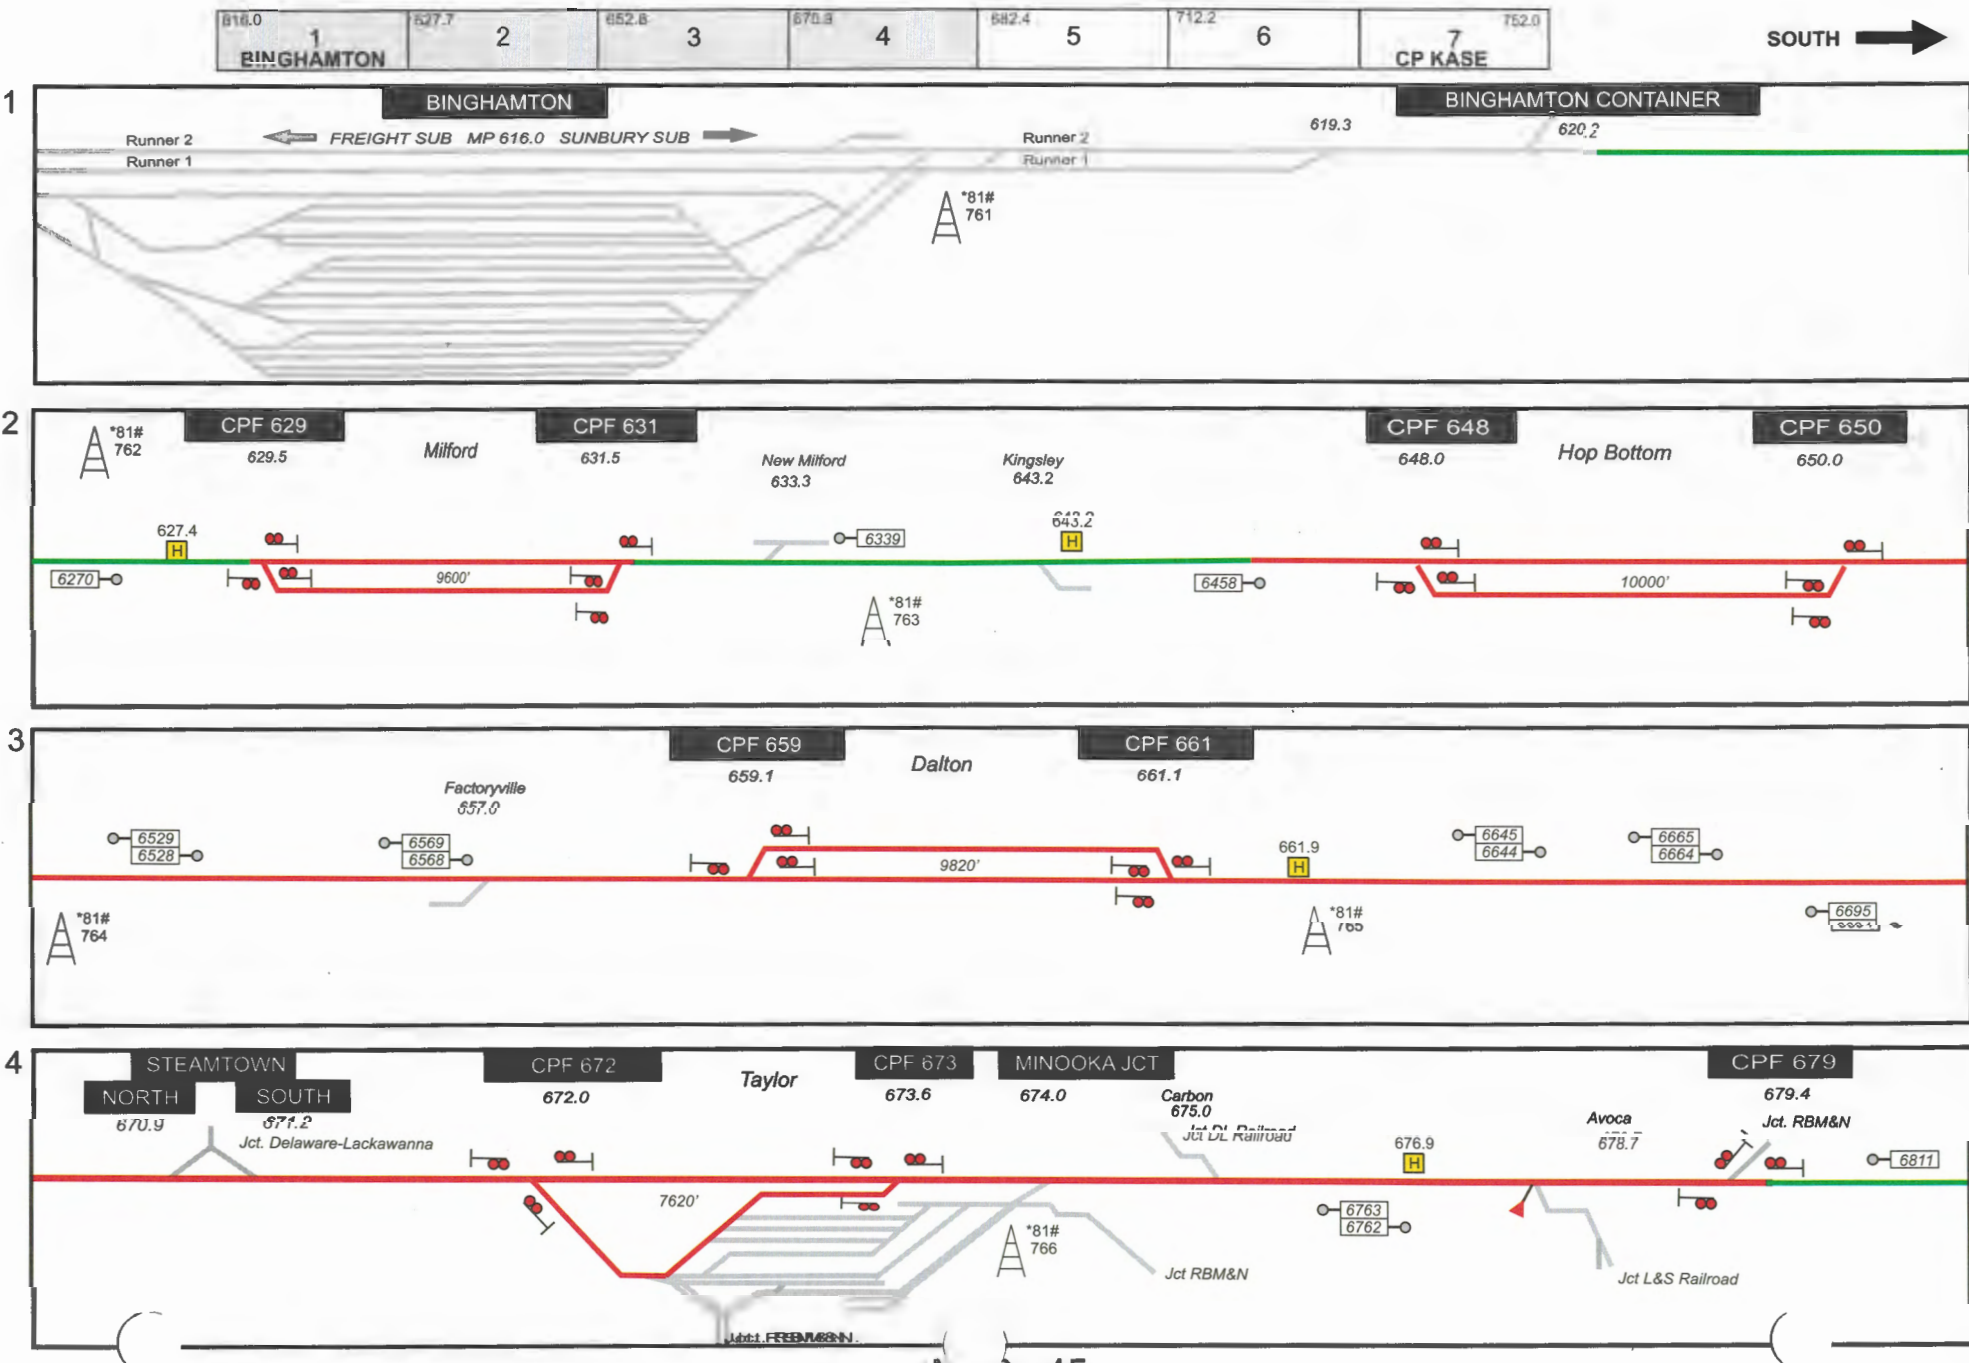 616.0 627.7 652.8 670.9 682.4 712.2 752.0
1 2 3 4 5 6 7
BINGHAMTON CP KASE
SOUTH
1
BINGHAMTON BINGHAMTON CONTAINER
Runner 2 FREIGHT SUB MP 616.0 SUNBURY SUB Runner 2 619.3 620.2
Runner 1 Runner 1
*81#
761
2
*81#
762
CPF 629 Milford CPF 631 CPF 648 Hop Bottom CPF 650
629.5 631.5 648.0 650.0
New Milford
633.3
Kingsley
643.2
627.4 H 6339 643.2 H
6270 9600' 6458 10000'
*81#
763
3
CPF 659 Dalton CPF 661
659.1 661.1
Factoryville
657.0
6529
6528
6569
6568
9820'
661.9
H
6645
6644
6665
6664
*81#
764
*81#
765
6695
4
STEAMTOWN CPF 672 Taylor CPF 673 MINOOKA JCT CPF 679
NORTH SOUTH 672.0 673.6 674.0 679.4
670.9 671.2
Jct. Delaware-Lackawanna
Carbon
675.0
Jct DL Railroad
676.9
H
Avoca
678.7
Jct. RBM&N
6811
7620'
6763
6762
*81#
766
Jct RBM&N
Jct L&S Railroad